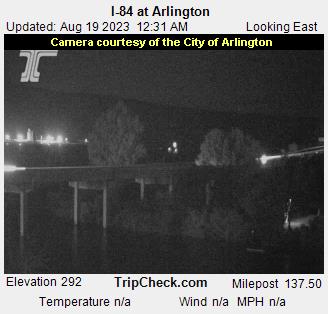 I-84 at Arlington
Updated: Aug 19 2023 12:31 AM Looking East
Camera courtesy of the City of Arlington
Elevation 292 TripCheck.com Milepost 137.50
Temperature n/a Wind n/a MPH n/a